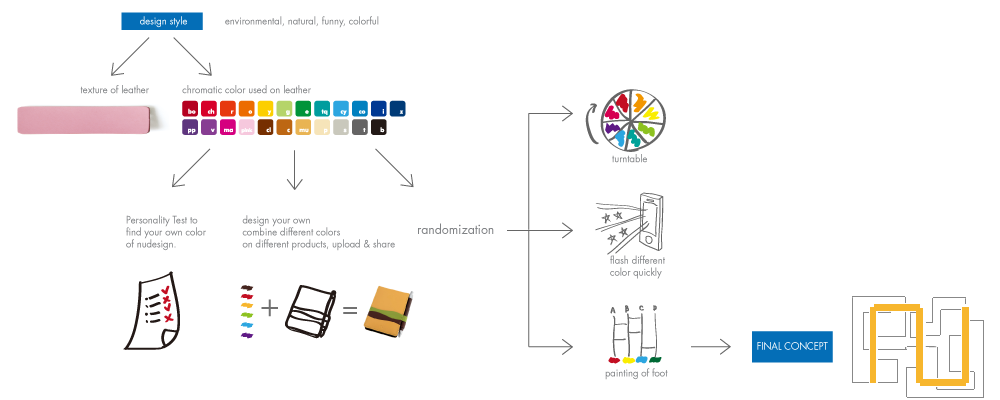 design style
environmental, natural, funny, colorful
texture of leather
chromatic color used on leather
bo ch r o y g e tq cy co i z
pp v ma pink cl c mu p s t b
Personality Test to
find your own color
of nudesign.
design your own
combine different colors
on different products, upload & share
randomization
turntable
flash different
color quickly
A B C D
painting of foot
FINAL CONCEPT